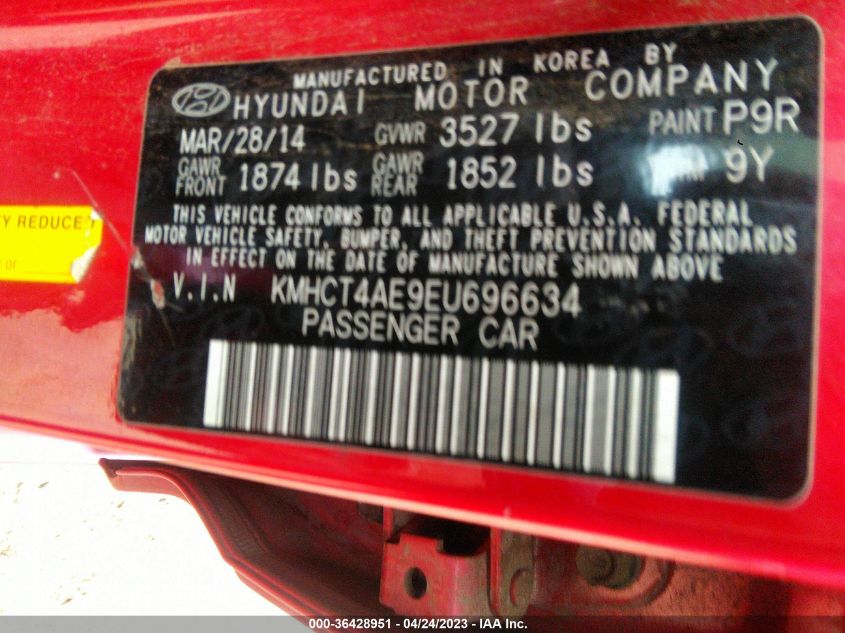 MANUFACTURED IN KOREA BY
HYUNDAI MOTOR COMPANY
MAR/28/14 GVWR 3527 lbs PAINT P9R
GAWR FRONT 1874 lbs GAWR REAR 1852 lbs 9Y
THIS VEHICLE CONFORMS TO ALL APPLICABLE U.S.A. FEDERAL
MOTOR VEHICLE SAFETY, BUMPER, AND THEFT PREVENTION STANDARDS
IN EFFECT ON THE DATE OF MANUFACTURE SHOWN ABOVE
V.I.N KMHCT4AE9EU696634
PASSENGER CAR
REDUCE
of
000-36428951 - 04/24/2023 - IAA Inc.